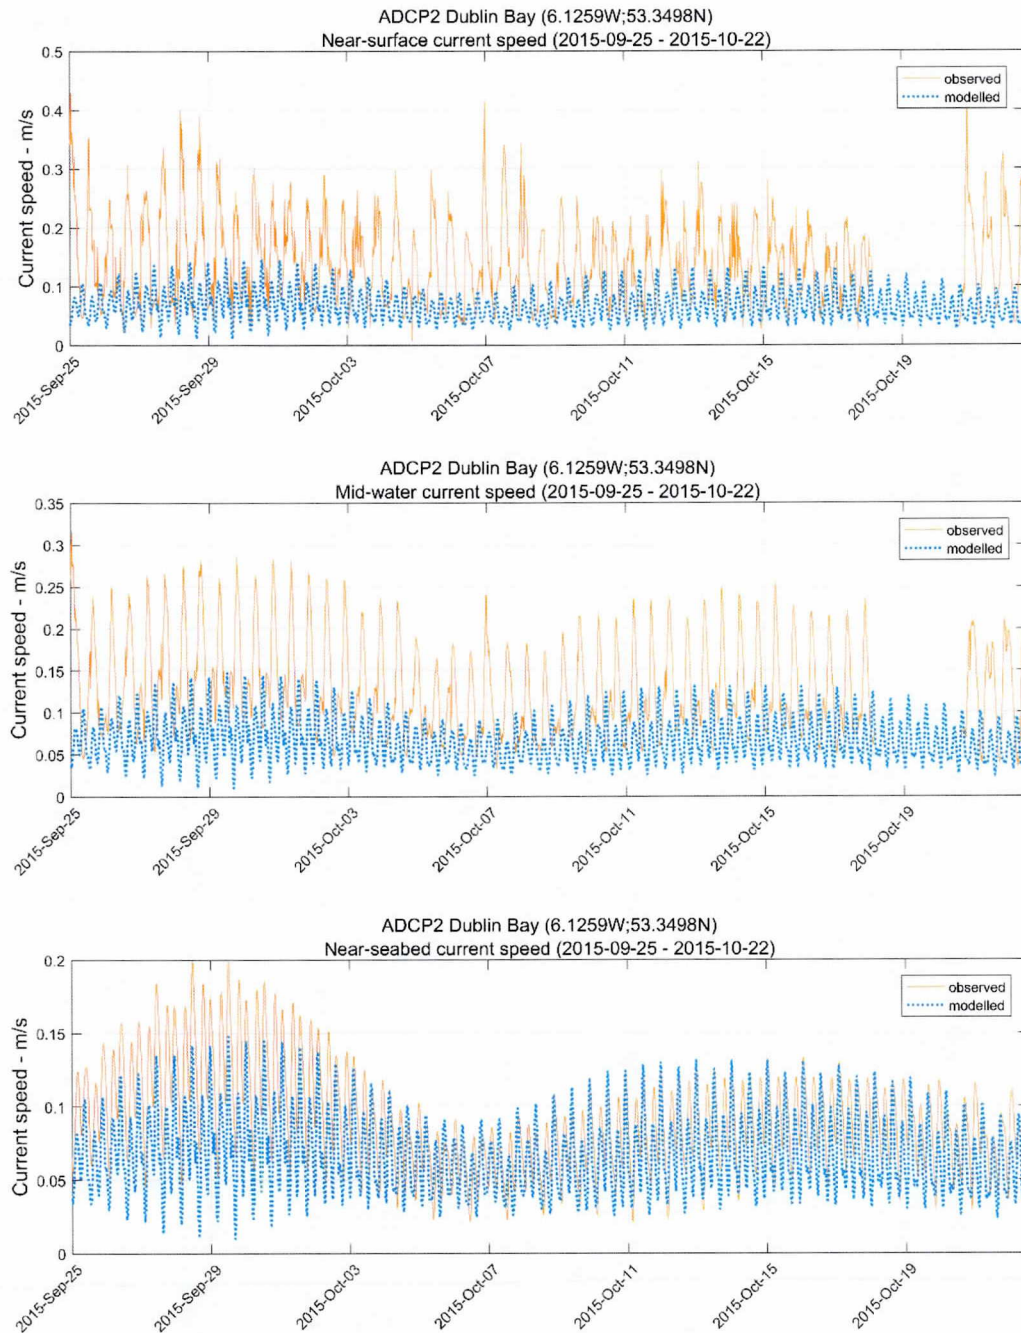 ADCP2 Dublin Bay (6.1259W;53.3498N)
Near-surface current speed (2015-09-25 - 2015-10-22)
0.5
0.4
0.3
0.2
0.1
0
Current speed - m/s
observed
modelled
2015-Sep-25
2015-Sep-29
2015-Oct-03
2015-Oct-07
2015-Oct-11
2015-Oct-15
2015-Oct-19
ADCP2 Dublin Bay (6.1259W;53.3498N)
Mid-water current speed (2015-09-25 - 2015-10-22)
0.35
0.3
0.25
0.2
0.15
0.1
0.05
0
Current speed - m/s
observed
modelled
2015-Sep-25
2015-Sep-29
2015-Oct-03
2015-Oct-07
2015-Oct-11
2015-Oct-15
2015-Oct-19
ADCP2 Dublin Bay (6.1259W;53.3498N)
Near-seabed current speed (2015-09-25 - 2015-10-22)
0.2
0.15
0.1
0.05
0
Current speed - m/s
observed
modelled
2015-Sep-25
2015-Sep-29
2015-Oct-03
2015-Oct-07
2015-Oct-11
2015-Oct-15
2015-Oct-19